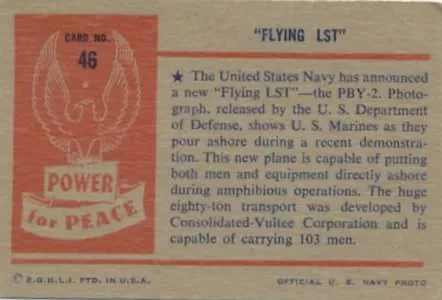 CARD NO.
46
POWER
for PEACE
"FLYING LST"
★ The United States Navy has announced
a new "Flying LST"—the PBY-2. Photo-
graph, released by the U. S. Department
of Defense, shows U. S. Marines as they
pour ashore during a recent demonstra-
tion. This new plane is capable of putting
both men and equipment directly ashore
during amphibious operations. The huge
eighty-ton transport was developed by
Consolidated-Vultee Corporation and is
capable of carrying 103 men.
© B.G.H.L.I. PTD. IN U.S.A.
OFFICIAL U. S. NAVY PHOTO